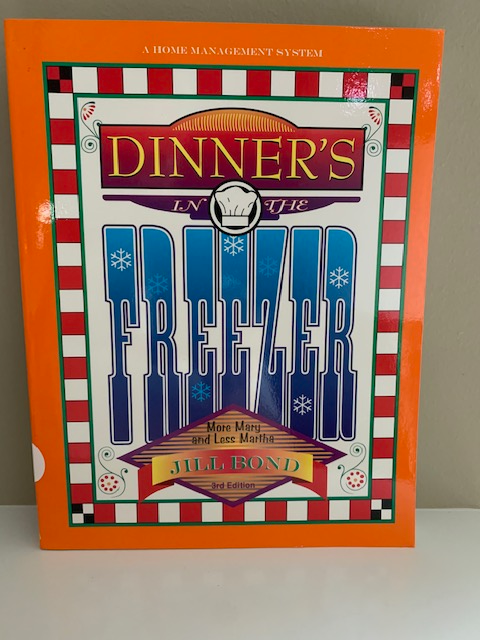 A HOME MANAGEMENT SYSTEM
DINNER'S
IN THE
FREEZER
More Mary
and Less Martha
JILL BOND
3rd Edition